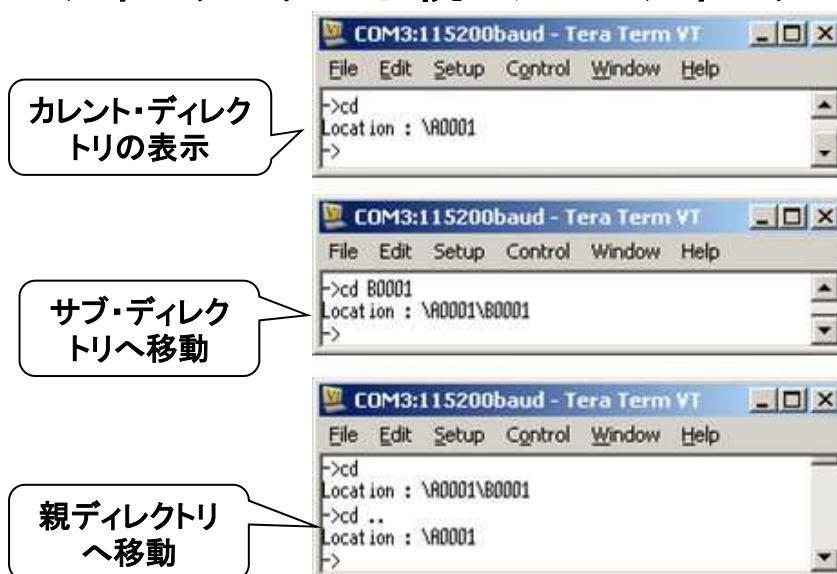 COM3:115200baud - Tera Term VT
File Edit Setup Control Window Help
->cd
Location : \A0001
->
カレント・ディレク
トリの表示
COM3:115200baud - Tera Term VT
File Edit Setup Control Window Help
->cd B0001
Location : \A0001\B0001
->
サブ・ディレク
トリへ移動
COM3:115200baud - Tera Term VT
File Edit Setup Control Window Help
->cd
Location : \A0001\B0001
->cd ..
Location : \A0001
->
親ディレクトリ
へ移動